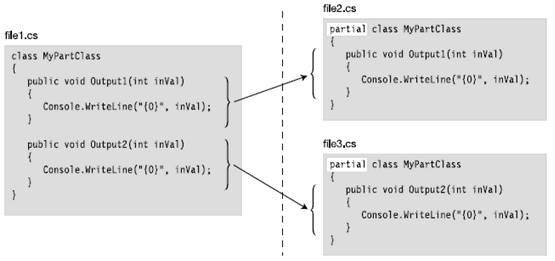 file1.cs
class MyPartClass
{
public void Output1(int inVal)
{
Console.WriteLine("{0}", inVal);
}
public void Output2(int inVal)
{
Console.WriteLine("{0}", inVal);
}
}
file2.cs
partial class MyPartClass
{
public void Output1(int inVal)
{
Console.WriteLine("{0}", inVal);
}
}
file3.cs
partial class MyPartClass
{
public void Output2(int inVal)
{
Console.WriteLine("{0}", inVal);
}
}